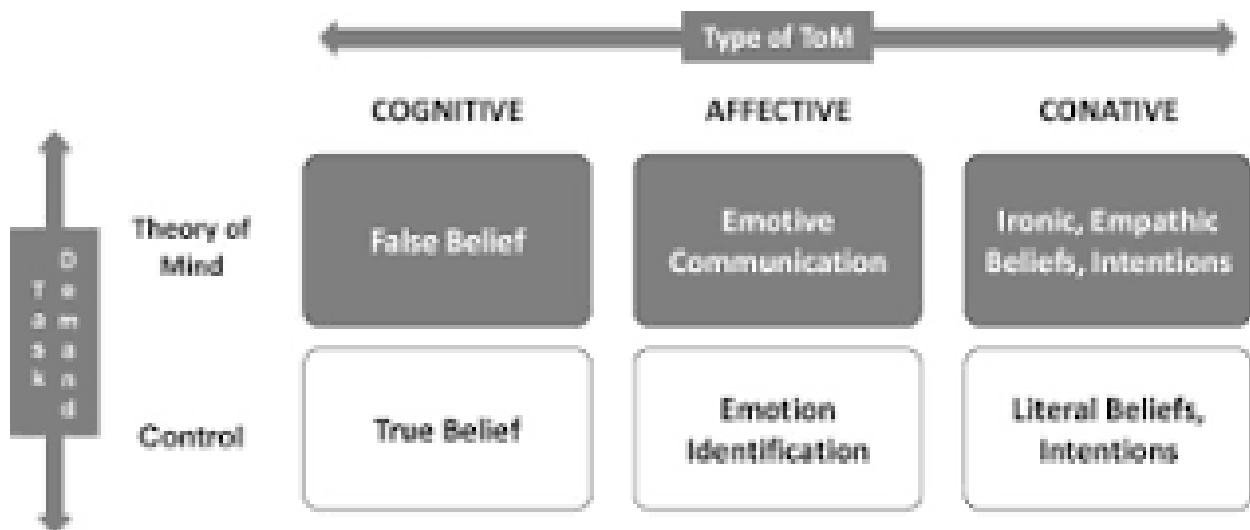 Type of ToM
COGNITIVE
AFFECTIVE
CONATIVE
Task
Demand
Theory of
Mind
False Belief
Emotive
Communication
Ironic, Empathic
Beliefs, Intentions
Control
True Belief
Emotion
Identification
Literal Beliefs,
Intentions